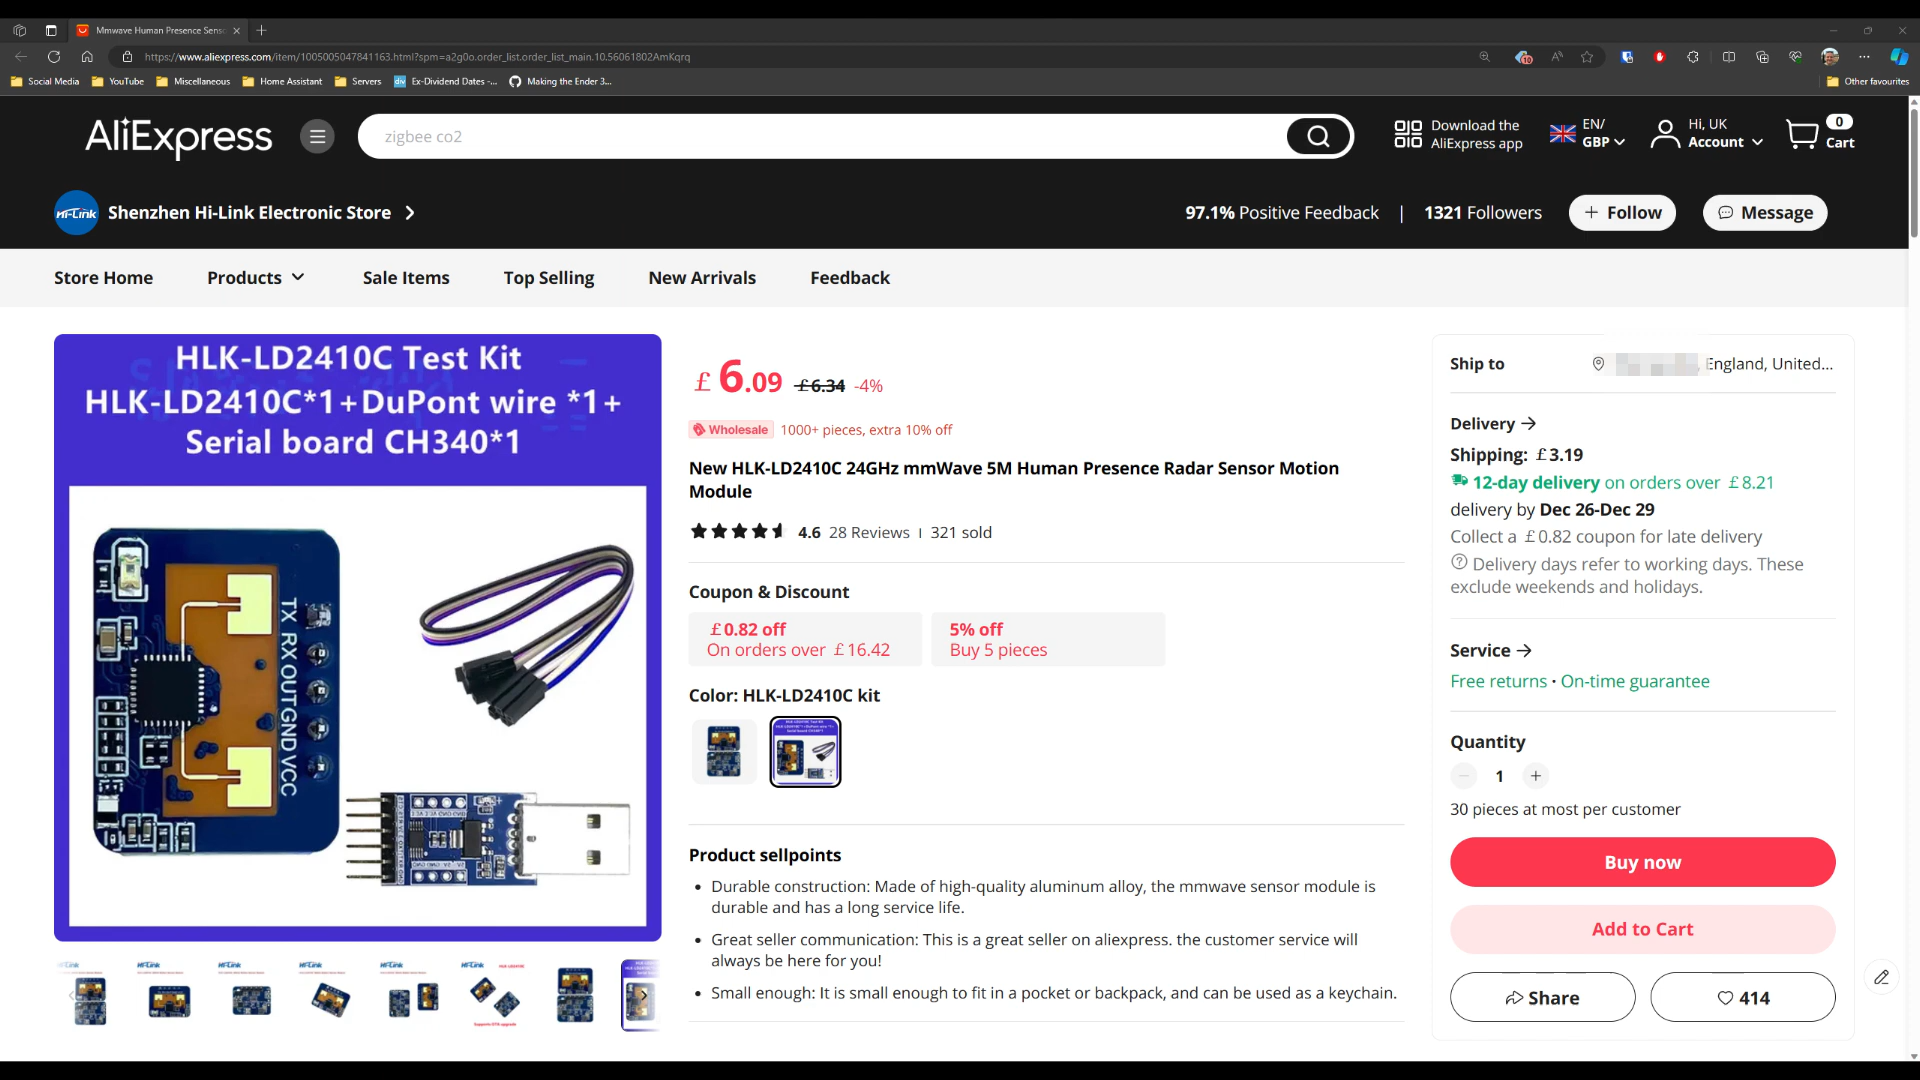 Mmwave Human Presence Senso
https://www.aliexpress.com/item/1005005047841163.html?spm=a2g0o.order_list.order_list_main.10.56061802AmKqrq
10
Social Media
YouTube
Miscellaneous
Home Assistant
Servers
Ex-Dividend Dates -...
Making the Ender 3...
Other favourites
AliExpress
zigbee co2
Download the
AliExpress app
EN/
GBP
Hi, UK
Account
0
Cart
Hi-Link
Shenzhen Hi-Link Electronic Store
97.1% Positive Feedback | 1321 Followers
+ Follow
Message
Store Home
Products
Sale Items
Top Selling
New Arrivals
Feedback
HLK-LD2410C Test Kit
HLK-LD2410C*1+DuPont wire *1+
Serial board CH340*1
TX RX OUT GND VCC
£6.09 £6.34 -4%
Wholesale 1000+ pieces, extra 10% off
New HLK-LD2410C 24GHz mmWave 5M Human Presence Radar Sensor Motion
Module
4.6 28 Reviews | 321 sold
Coupon & Discount
£0.82 off
On orders over £16.42
5% off
Buy 5 pieces
Color: HLK-LD2410C kit
Product sellpoints
• Durable construction: Made of high-quality aluminum alloy, the mmwave sensor module is
durable and has a long service life.
• Great seller communication: This is a great seller on aliexpress. the customer service will
always be here for you!
• Small enough: It is small enough to fit in a pocket or backpack, and can be used as a keychain.
Ship to
England, United...
Delivery
Shipping: £3.19
12-day delivery on orders over £8.21
delivery by Dec 26-Dec 29
Collect a £0.82 coupon for late delivery
Delivery days refer to working days. These
exclude weekends and holidays.
Service
Free returns · On-time guarantee
Quantity
1
30 pieces at most per customer
Buy now
Add to Cart
Share
414